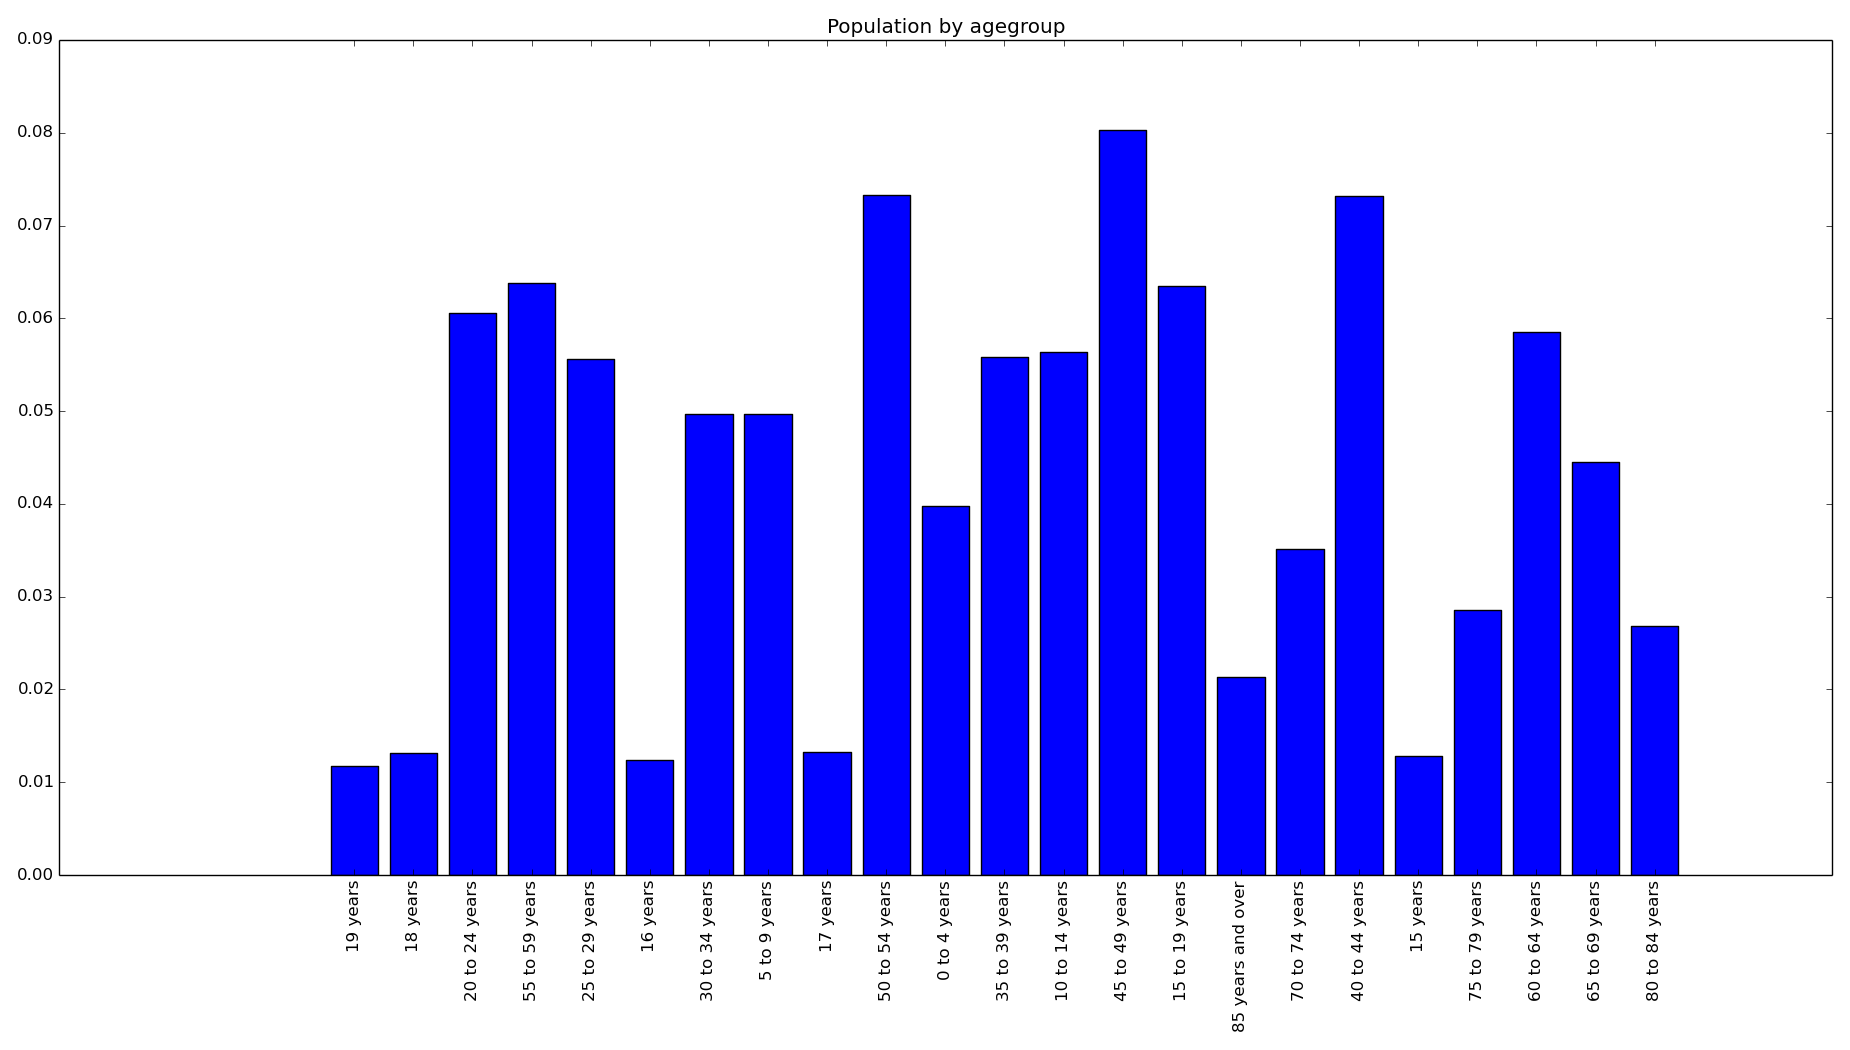 Population by agegroup
0.09
0.08
0.07
0.06
0.05
0.04
0.03
0.02
0.01
0.00
19 years
18 years
20 to 24 years
55 to 59 years
25 to 29 years
16 years
30 to 34 years
5 to 9 years
17 years
50 to 54 years
0 to 4 years
35 to 39 years
10 to 14 years
45 to 49 years
15 to 19 years
85 years and over
70 to 74 years
40 to 44 years
15 years
75 to 79 years
60 to 64 years
65 to 69 years
80 to 84 years